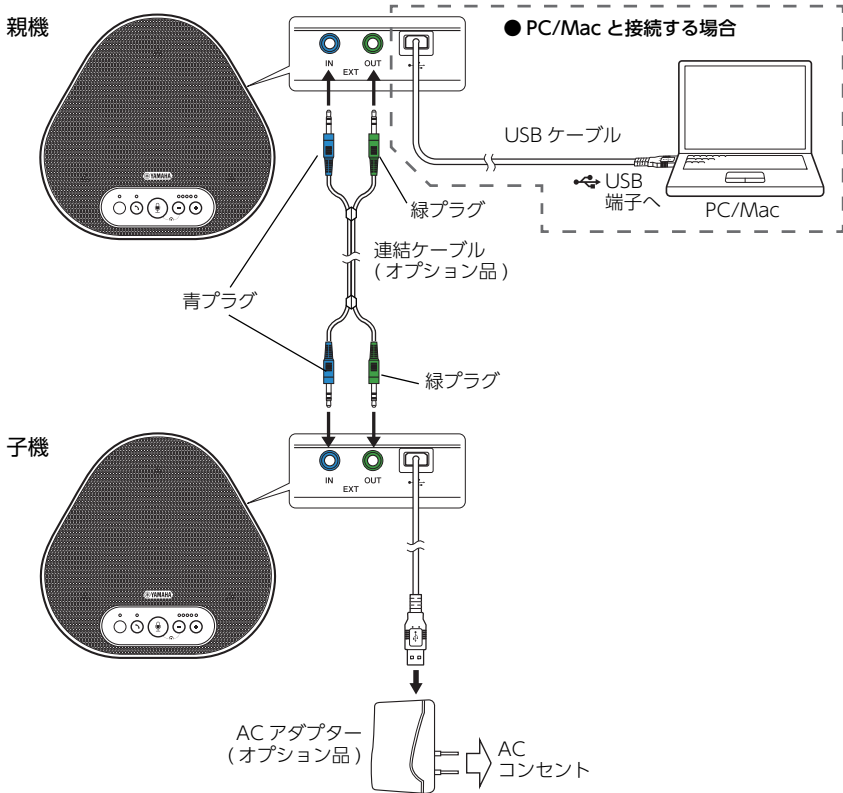 親機
IN
OUT
EXT
● PC/Mac と接続する場合
USB ケーブル
USB
端子へ
PC/Mac
YAMAHA
緑プラグ
連結ケーブル
( オプション品 )
青プラグ
緑プラグ
子機
IN
OUT
EXT
YAMAHA
AC アダプター
( オプション品 )
AC
コンセント